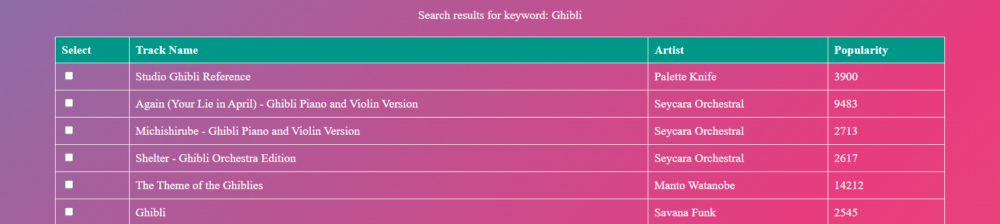 Search results for keyword: Ghibli
Select Track Name Artist Popularity
Studio Ghibli Reference Palette Knife 3900
Again (Your Lie in April) - Ghibli Piano and Violin Version Seycara Orchestral 9483
Michishirube - Ghibli Piano and Violin Version Seycara Orchestral 2713
Shelter - Ghibli Orchestra Edition Seycara Orchestral 2617
The Theme of the Ghiblies Manto Watanobe 14212
Ghibli Savana Funk 2545